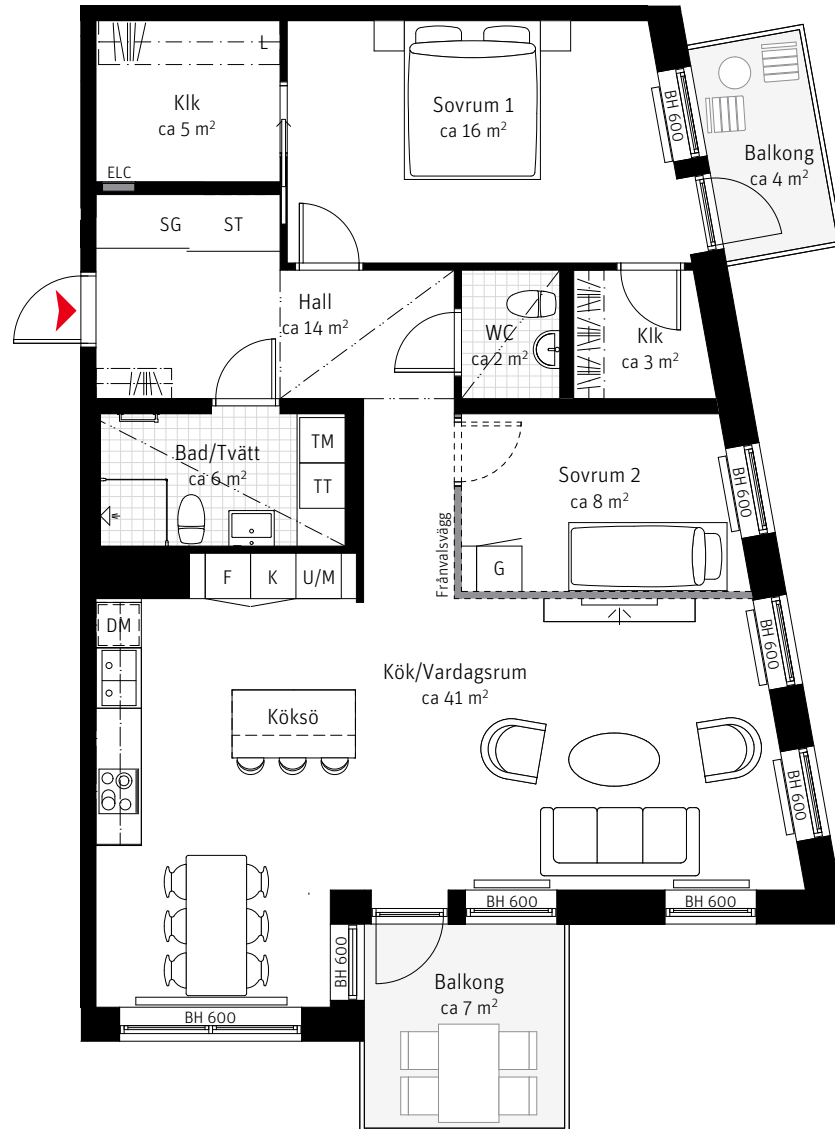 L
Klk
ca 5 m²
ELC
Sovrum 1
ca 16 m²
BH 600
Balkong
ca 4 m²
SG
ST
Hall
ca 14 m²
WC
ca 2 m²
Klk
ca 3 m²
Bad/Tvätt
ca 6 m²
TM
TT
Sovrum 2
ca 8 m²
BH 600
Frånvalsvägg
G
F
K
U/M
DM
BH 600
Kök/Vardagsrum
ca 41 m²
Köksö
BH 600
BH 600
BH 600
BH 600
Balkong
ca 7 m²
BH 600